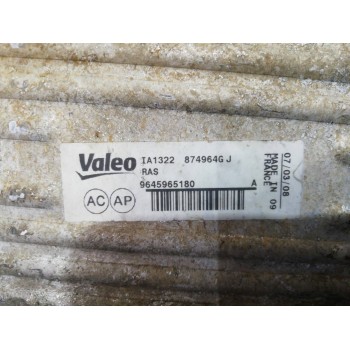 Valeo
IA1322 874964G J
RAS
9645965180 A
AC AP
MADE IN
FRANCE 09
07/03/08